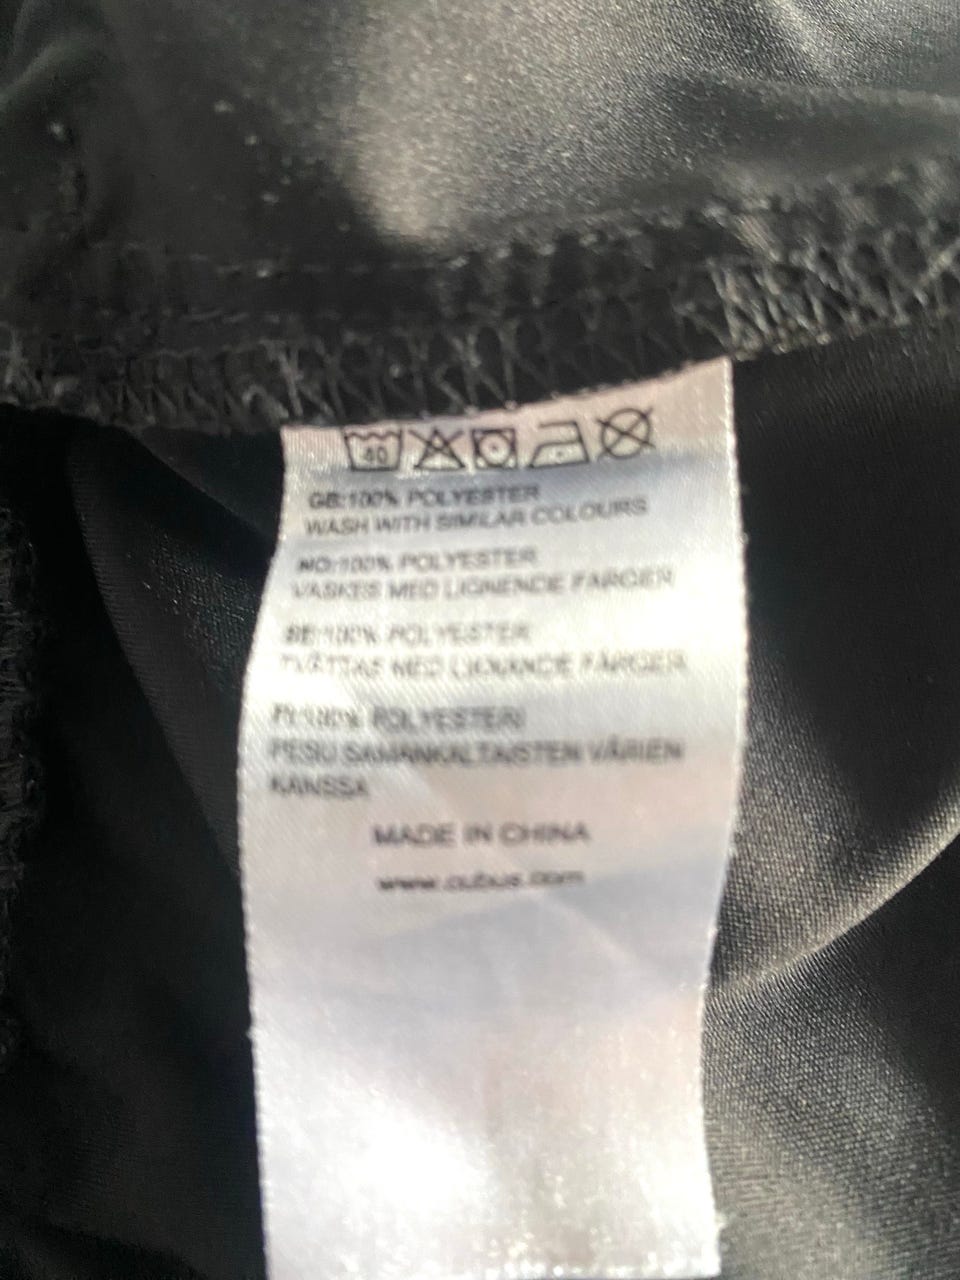 40
GB:100% POLYESTER
WASH WITH SIMILAR COLOURS
NO:100% POLYESTER
VASKES MED LIGNENDE FARGER
SE:100% POLYESTER
TVÄTTAS MED LIKNANDE FÄRGER
FI:100% POLYESTERI
PESU SAMANKALTAISTEN VÄRIEN
KANSSA
MADE IN CHINA
www.cubus.com